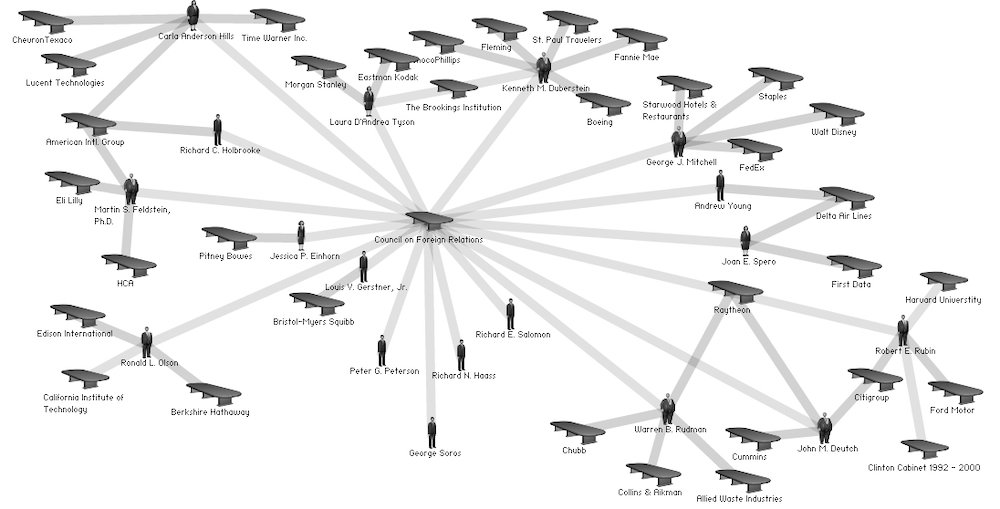 ChevronTexaco
Carla Anderson Hills
Time Warner Inc.
Fleming
St. Paul Travelers
Fannie Mae
Lucent Technologies
Morgan Stanley
Eastman Kodak
nocoPhillips
Kenneth M. Duberstein
The Brookings Institution
Boeing
Laura D'Andrea Tyson
Starwood Hotels &
Restaurants
Staples
Walt Disney
American Intl. Group
Richard C. Holbrooke
George J. Mitchell
FedEx
Eli Lilly
Martin S. Feldstein,
Ph.D.
Andrew Young
Delta Air Lines
Council on Foreign Relations
Pitney Bowes
Jessica P. Einhorn
Joan E. Spero
HCA
Louis V. Gerstner, Jr.
First Data
Harvard Universtity
Bristol-Myers Squibb
Raytheon
Edison International
Richard E. Salomon
Robert E. Rubin
Ronald L. Olson
Peter G. Peterson
Richard N. Haass
California Institute of
Technology
Berkshire Hathaway
Citigroup
Ford Motor
Warren B. Rudman
George Soros
Chubb
Cummins
John M. Deutch
Clinton Cabinet 1992 - 2000
Collins & Aikman
Allied Waste Industries